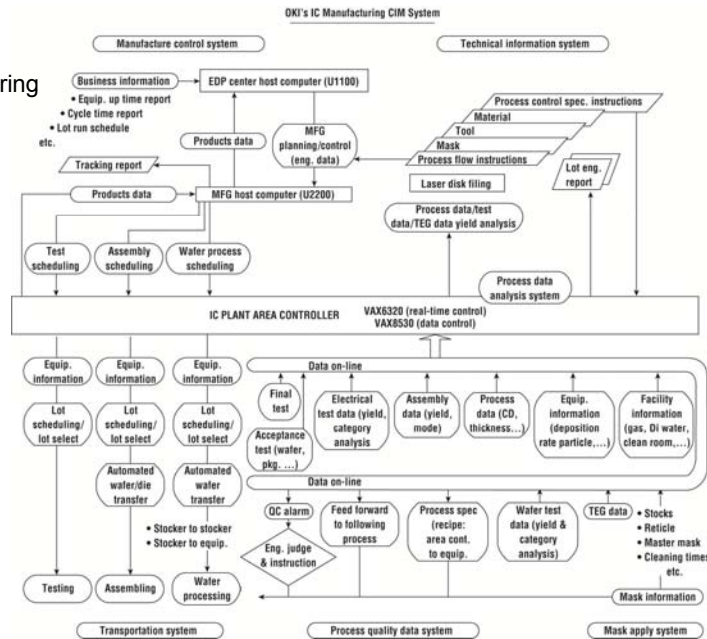 OKI's IC Manufacturing CIM System
Manufacture control system
Technical information system
ring
Business information
• Equip. up time report
• Cycle time report
• Lot run schedule
etc.
EDP center host computer (U1100)
Products data
MFG
planning/control
(eng. data)
Process control spec. instructions
Material
Tool
Mask
Process flow instructions
Tracking report
Products data
MFG host computer (U2200)
Laser disk filing
Lot eng.
report
Process data/test
data/TEG data yield analysis
Test
scheduling
Assembly
scheduling
Wafer process
scheduling
Process data
analysis system
IC PLANT AREA CONTROLLER
VAX6320 (real-time control)
VAX8530 (data control)
Equip.
information
Equip.
information
Equip.
information
Lot
scheduling/
lot select
Lot
scheduling/
lot select
Lot
scheduling/
lot select
Automated
wafer/die
transfer
Automated
wafer
transfer
• Stocker to stocker
• Stocker to equip.
Testing
Assembling
Wafer
processing
Data on-line
Final
test
Acceptance
test (wafer,
pkg. ...)
Electrical
test data (yield,
category
analysis
Assembly
data (yield,
mode)
Process
data (CD,
thickness...)
Equip.
information
(deposition
rate particle,...)
Facility
information
(gas, Di water,
clean room,...)
Data on-line
QC alarm
Eng. judge
& instruction
Feed forward
to following
process
Process spec
(recipe:
area cont.
to equip.
Wafer test
data (yield &
category
analysis)
TEG data
• Stocks
• Reticle
• Master mask
• Cleaning times
etc.
Mask information
Transportation system
Process quality data system
Mask apply system